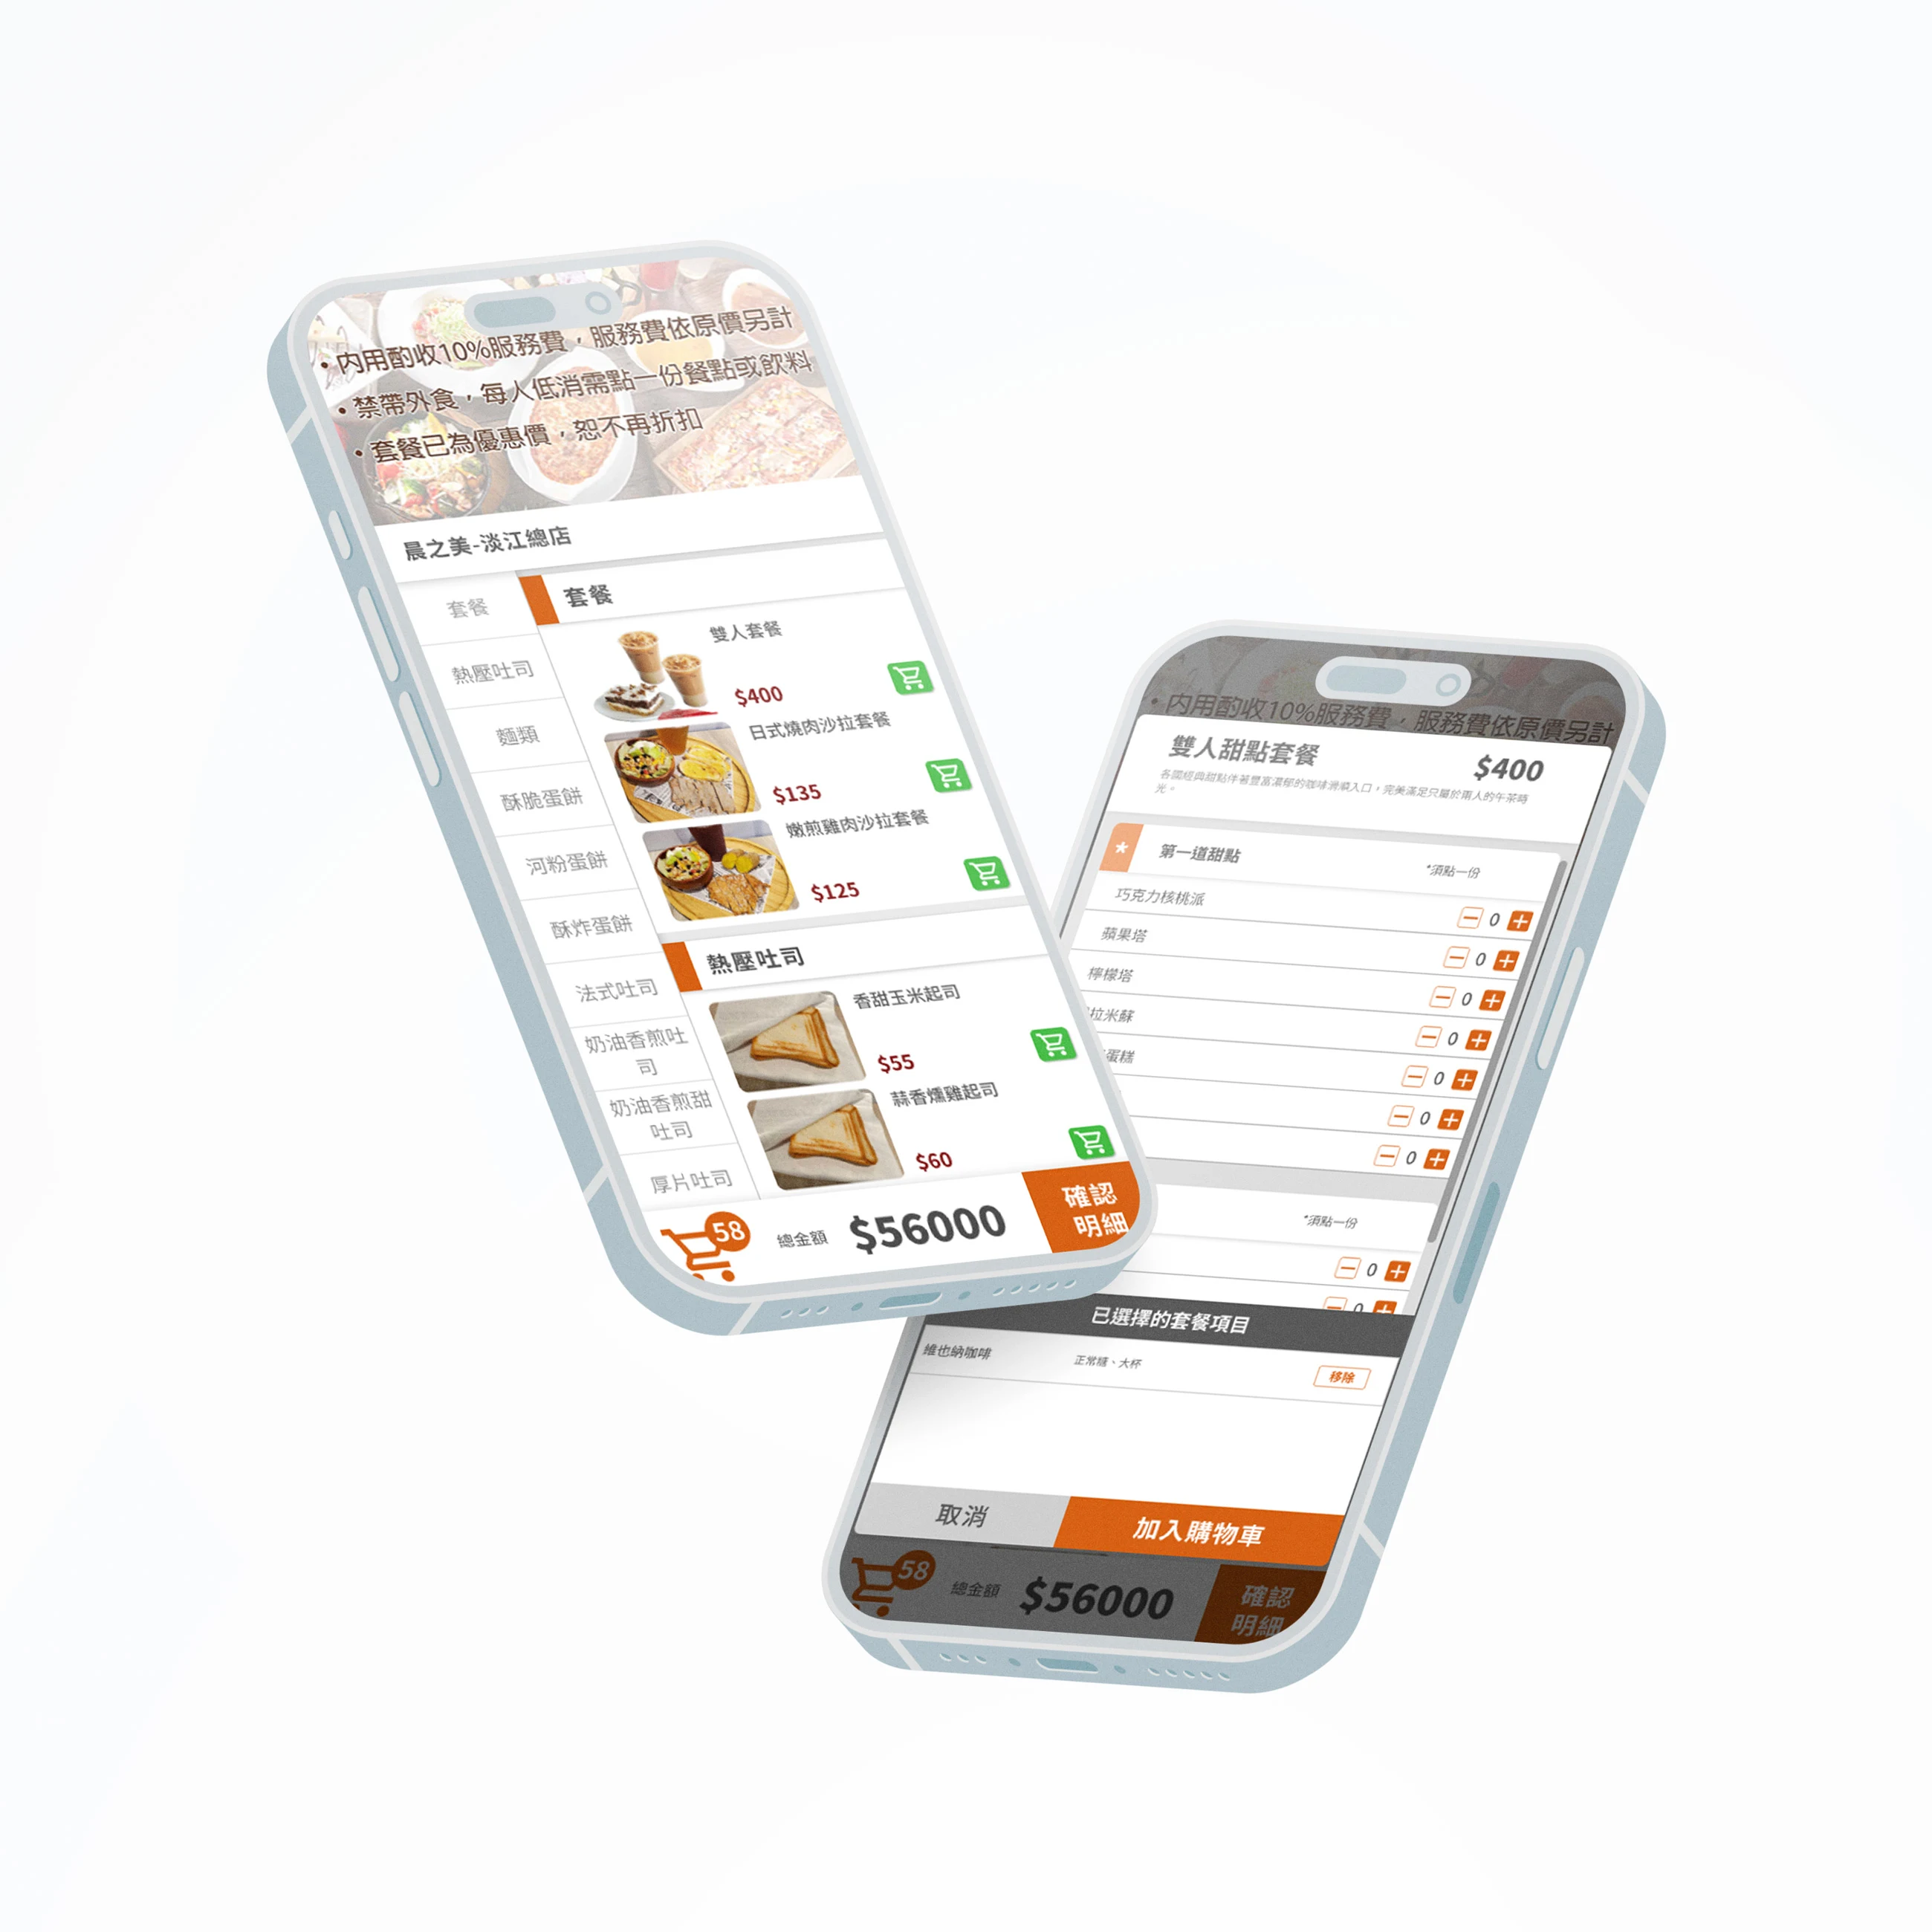 • 內用酌收10%服務費，服務費依原價另計
• 禁帶外食，每人低消需點一份餐點或飲料
• 套餐已為優惠價，恕不再折扣
晨之美-淡江總店
套餐
熱壓吐司
麵類
酥脆蛋餅
河粉蛋餅
酥炸蛋餅
法式吐司
奶油香煎吐
司
奶油香煎甜
吐司
厚片吐司
套餐
雙人套餐
$400
日式燒肉沙拉套餐
$135
嫩煎雞肉沙拉套餐
$125
熱壓吐司
香甜玉米起司
$55
蒜香燻雞起司
$60
58
總金額
$56000
確認
明細
• 內用酌收10%服務費，服務費依原價另計
雙人甜點套餐
$400
各國經典甜點伴著豐富濃郁的咖啡滑順入口，完美滿足只屬於兩人的午茶時
光。
* 第一道甜點
*須點一份
巧克力核桃派
0
蘋果塔
0
檸檬塔
0
拉米蘇
0
蛋糕
0
0
0
*須點一份
0
0
已選擇的套餐項目
維也納咖啡
正常糖、大杯
移除
取消
加入購物車
58
總金額
$56000
確認
明細